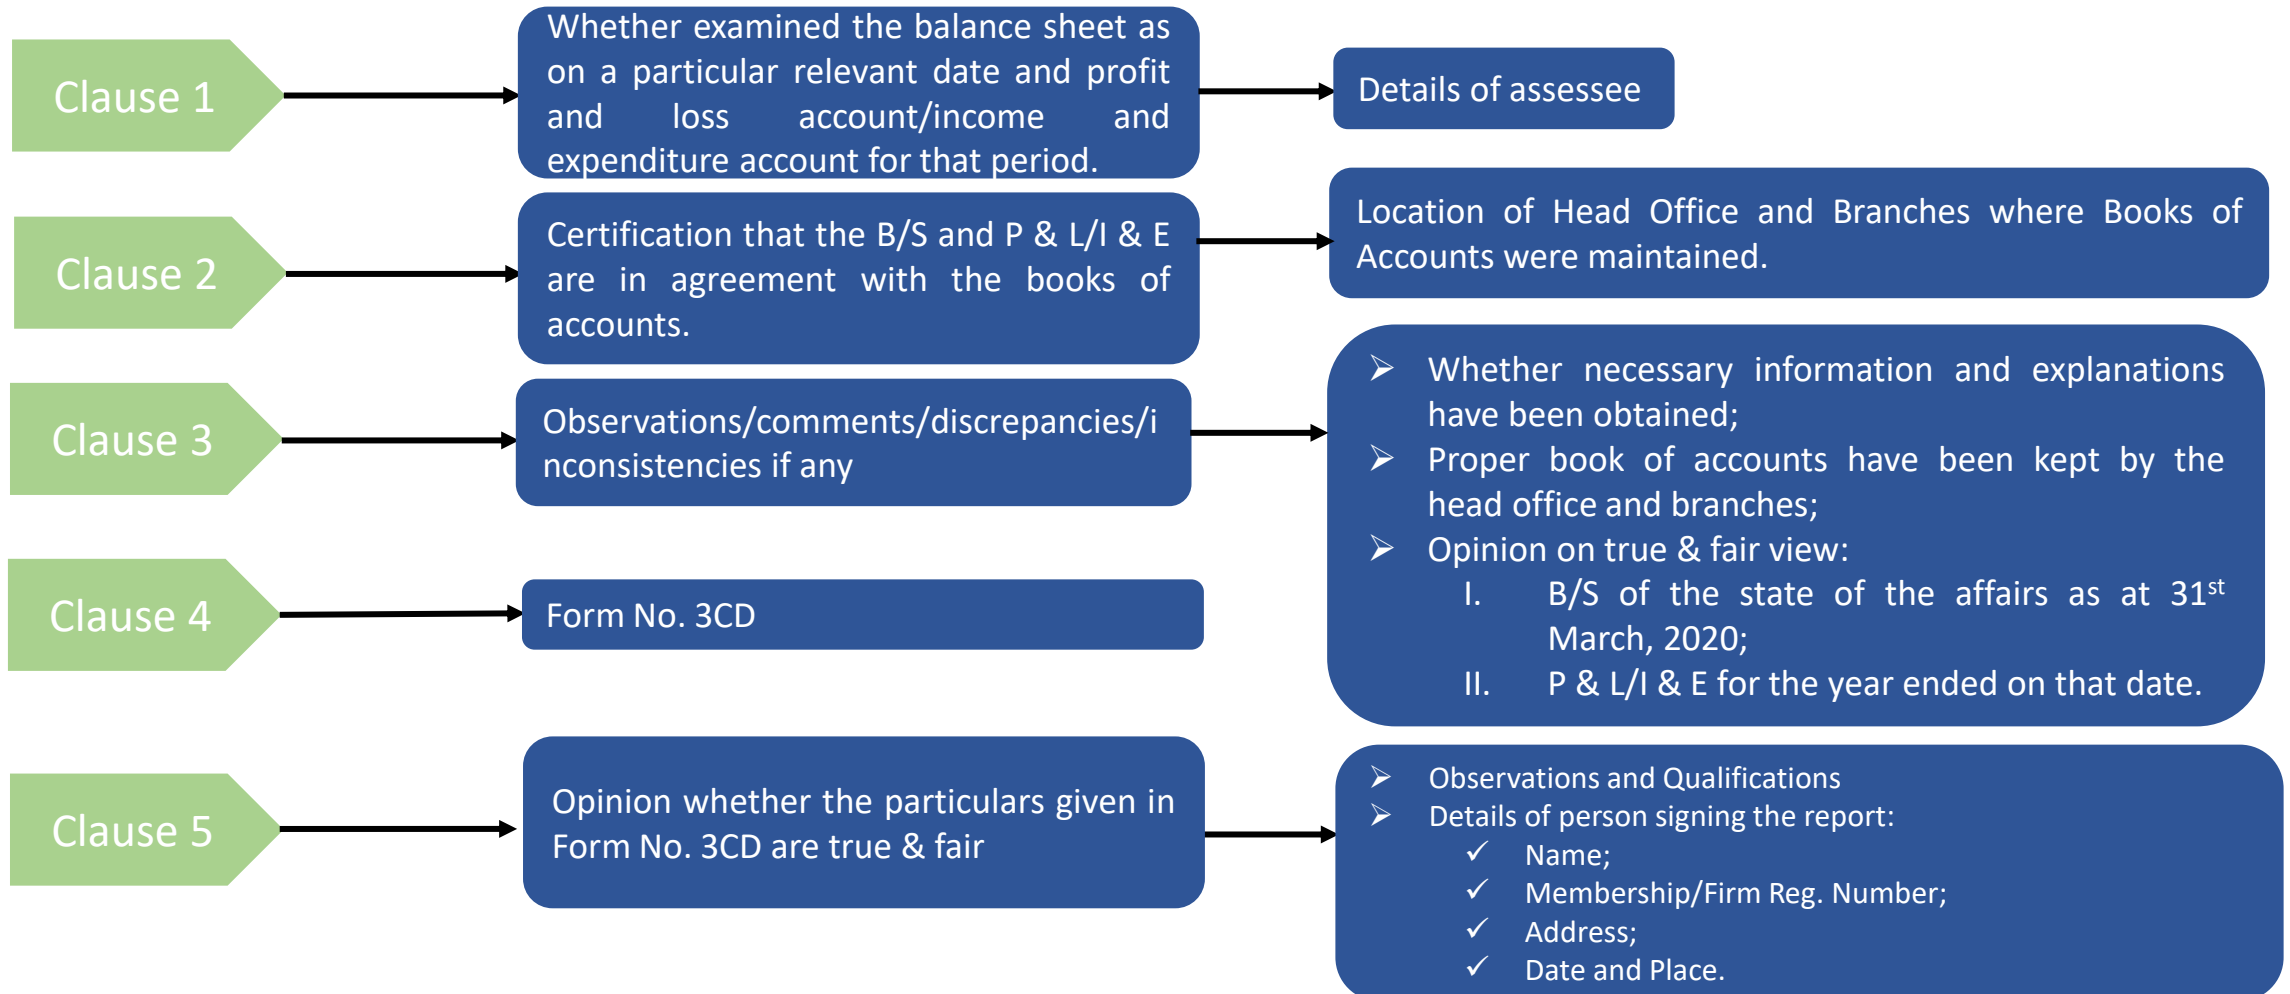 Clause 1
Whether examined the balance sheet as
on a particular relevant date and profit
and loss account/income and
expenditure account for that period.
Details of assessee
Clause 2
Certification that the B/S and P & L/I & E
are in agreement with the books of
accounts.
Location of Head Office and Branches where Books of
Accounts were maintained.
Clause 3
Observations/comments/discrepancies/i
nconsistencies if any
➢ Whether necessary information and explanations
have been obtained;
➢ Proper book of accounts have been kept by the
head office and branches;
➢ Opinion on true & fair view:
I. B/S of the state of the affairs as at 31st
March, 2020;
II. P & L/I & E for the year ended on that date.
Clause 4
Form No. 3CD
Clause 5
Opinion whether the particulars given in
Form No. 3CD are true & fair
➢ Observations and Qualifications
➢ Details of person signing the report:
✓ Name;
✓ Membership/Firm Reg. Number;
✓ Address;
✓ Date and Place.